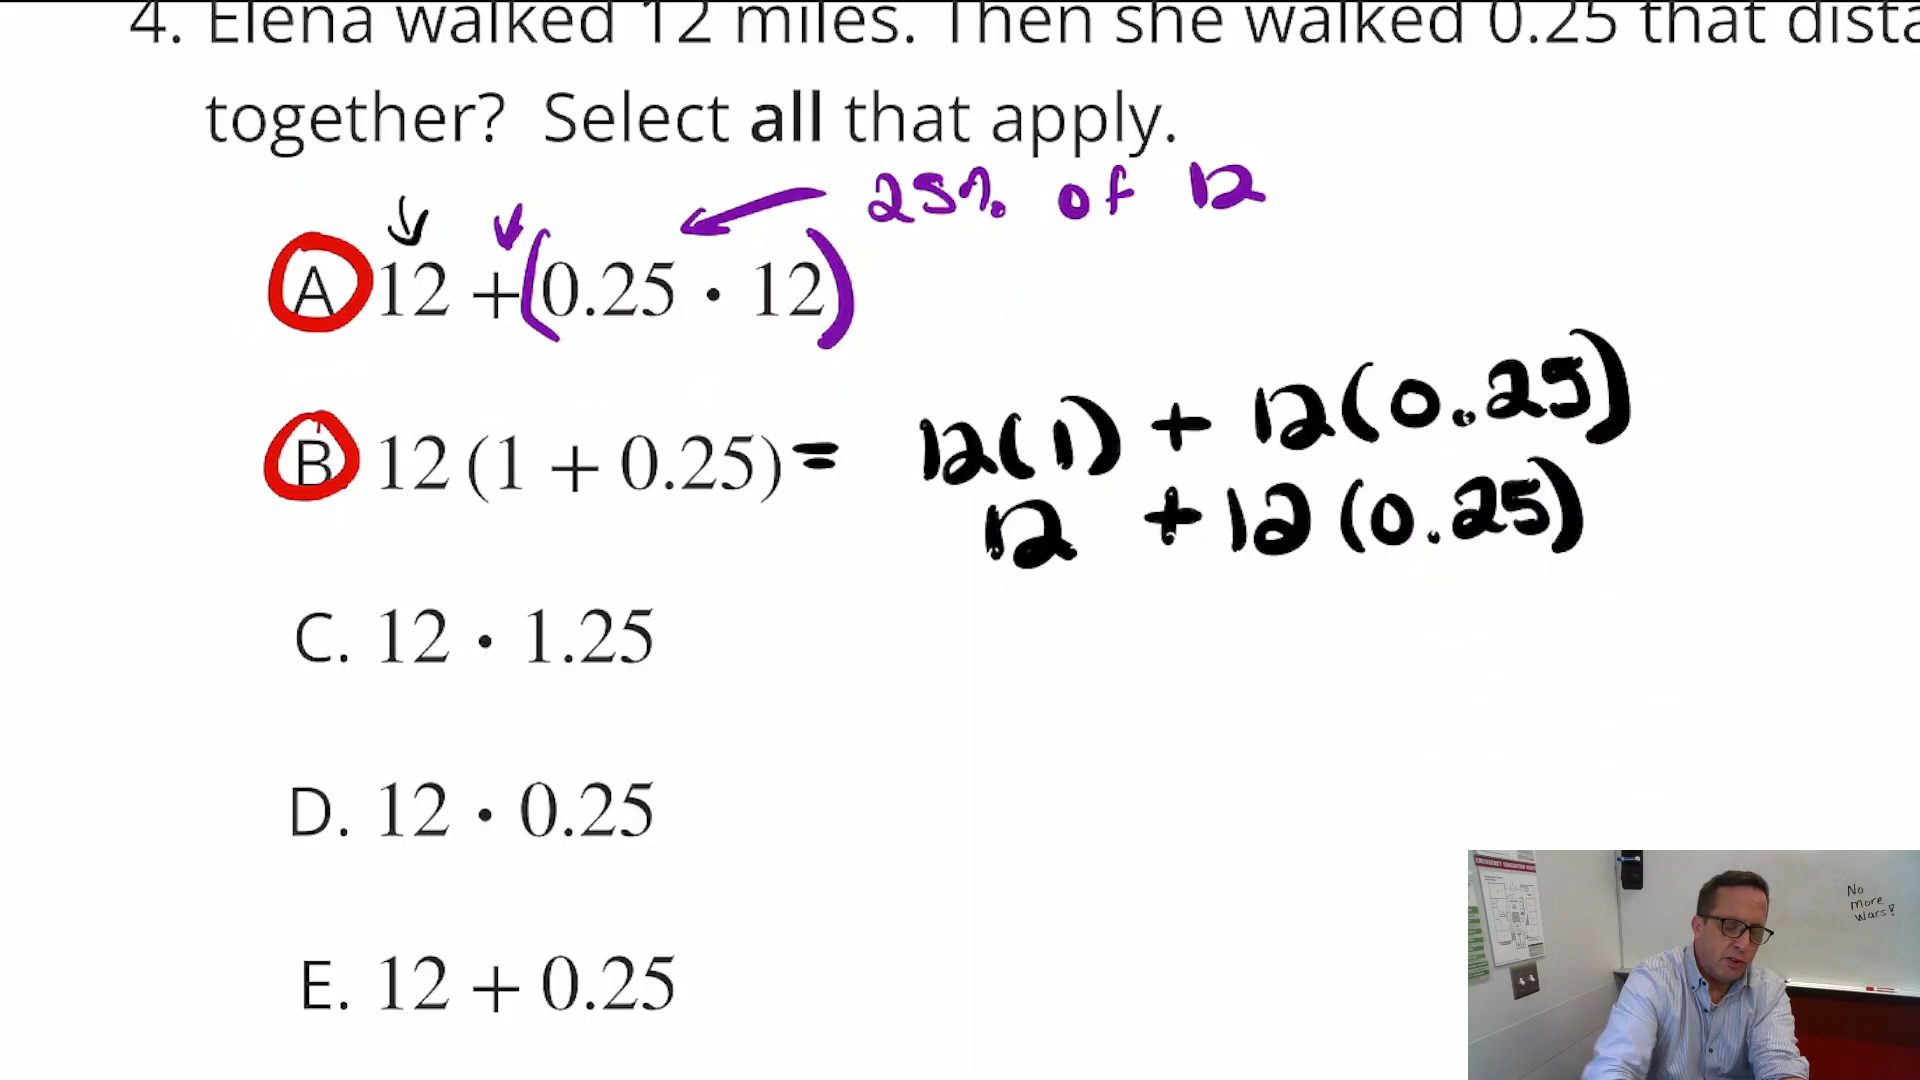 4. Elena walked 12 miles. Then she walked 0.25 that
together? Select all that apply.
25% of 12
A 12 + (0.25 · 12)
B 12 (1 + 0.25) = 12(1) + 12(0.25)
12 + 12(0.25)
C. 12 · 1.25
D. 12 · 0.25
E. 12 + 0.25
No
more
wars!